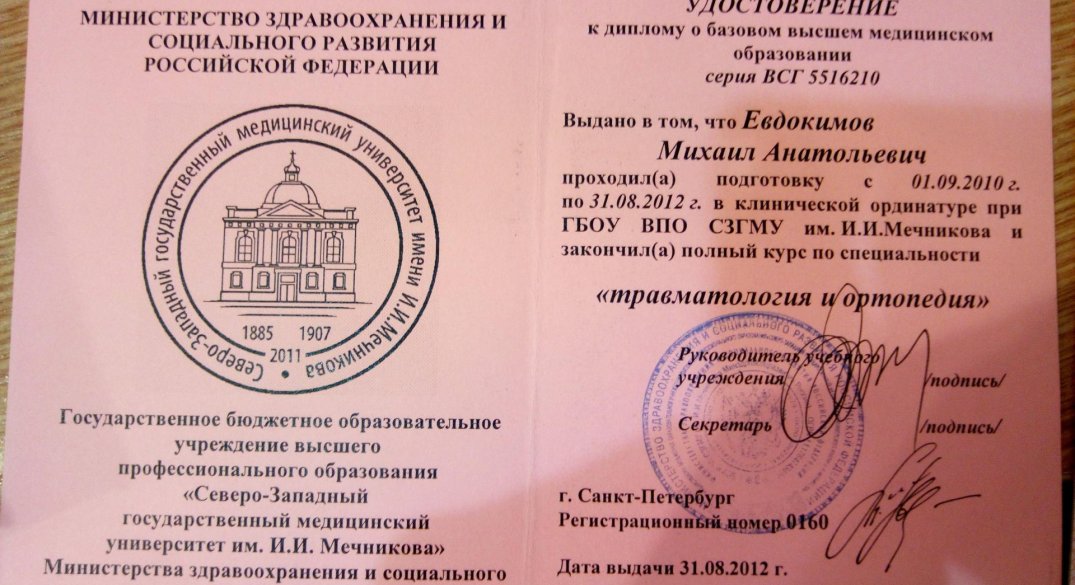 МИНИСТЕРСТВО ЗДРАВООХРАНЕНИЯ И
СОЦИАЛЬНОГО РАЗВИТИЯ
РОССИЙСКОЙ ФЕДЕРАЦИИ
Северо-Западный государственный медицинский университет имени И.И.Мечникова
1885 1907
2011
Государственное бюджетное образовательное
учреждение высшего
профессионального образования
«Северо-Западный
государственный медицинский
университет им. И.И. Мечникова»
Министерства здравоохранения и социального
УДОСТОВЕРЕНИЕ
к диплому о базовом высшем медицинском
образовании
серия ВСГ 5516210
Выдано в том, что Евдокимов
Михаил Анатольевич
проходил(а) подготовку с 01.09.2010 г.
по 31.08.2012 г. в клинической ординатуре при
ГБОУ ВПО СЗГМУ им. И.И.Мечникова и
закончил(а) полный курс по специальности
«травматология и ортопедия»
Руководитель учебного
учреждения /подпись/
Секретарь /подпись/
г. Санкт-Петербург
Регистрационный номер 0160
Дата выдачи 31.08.2012 г.